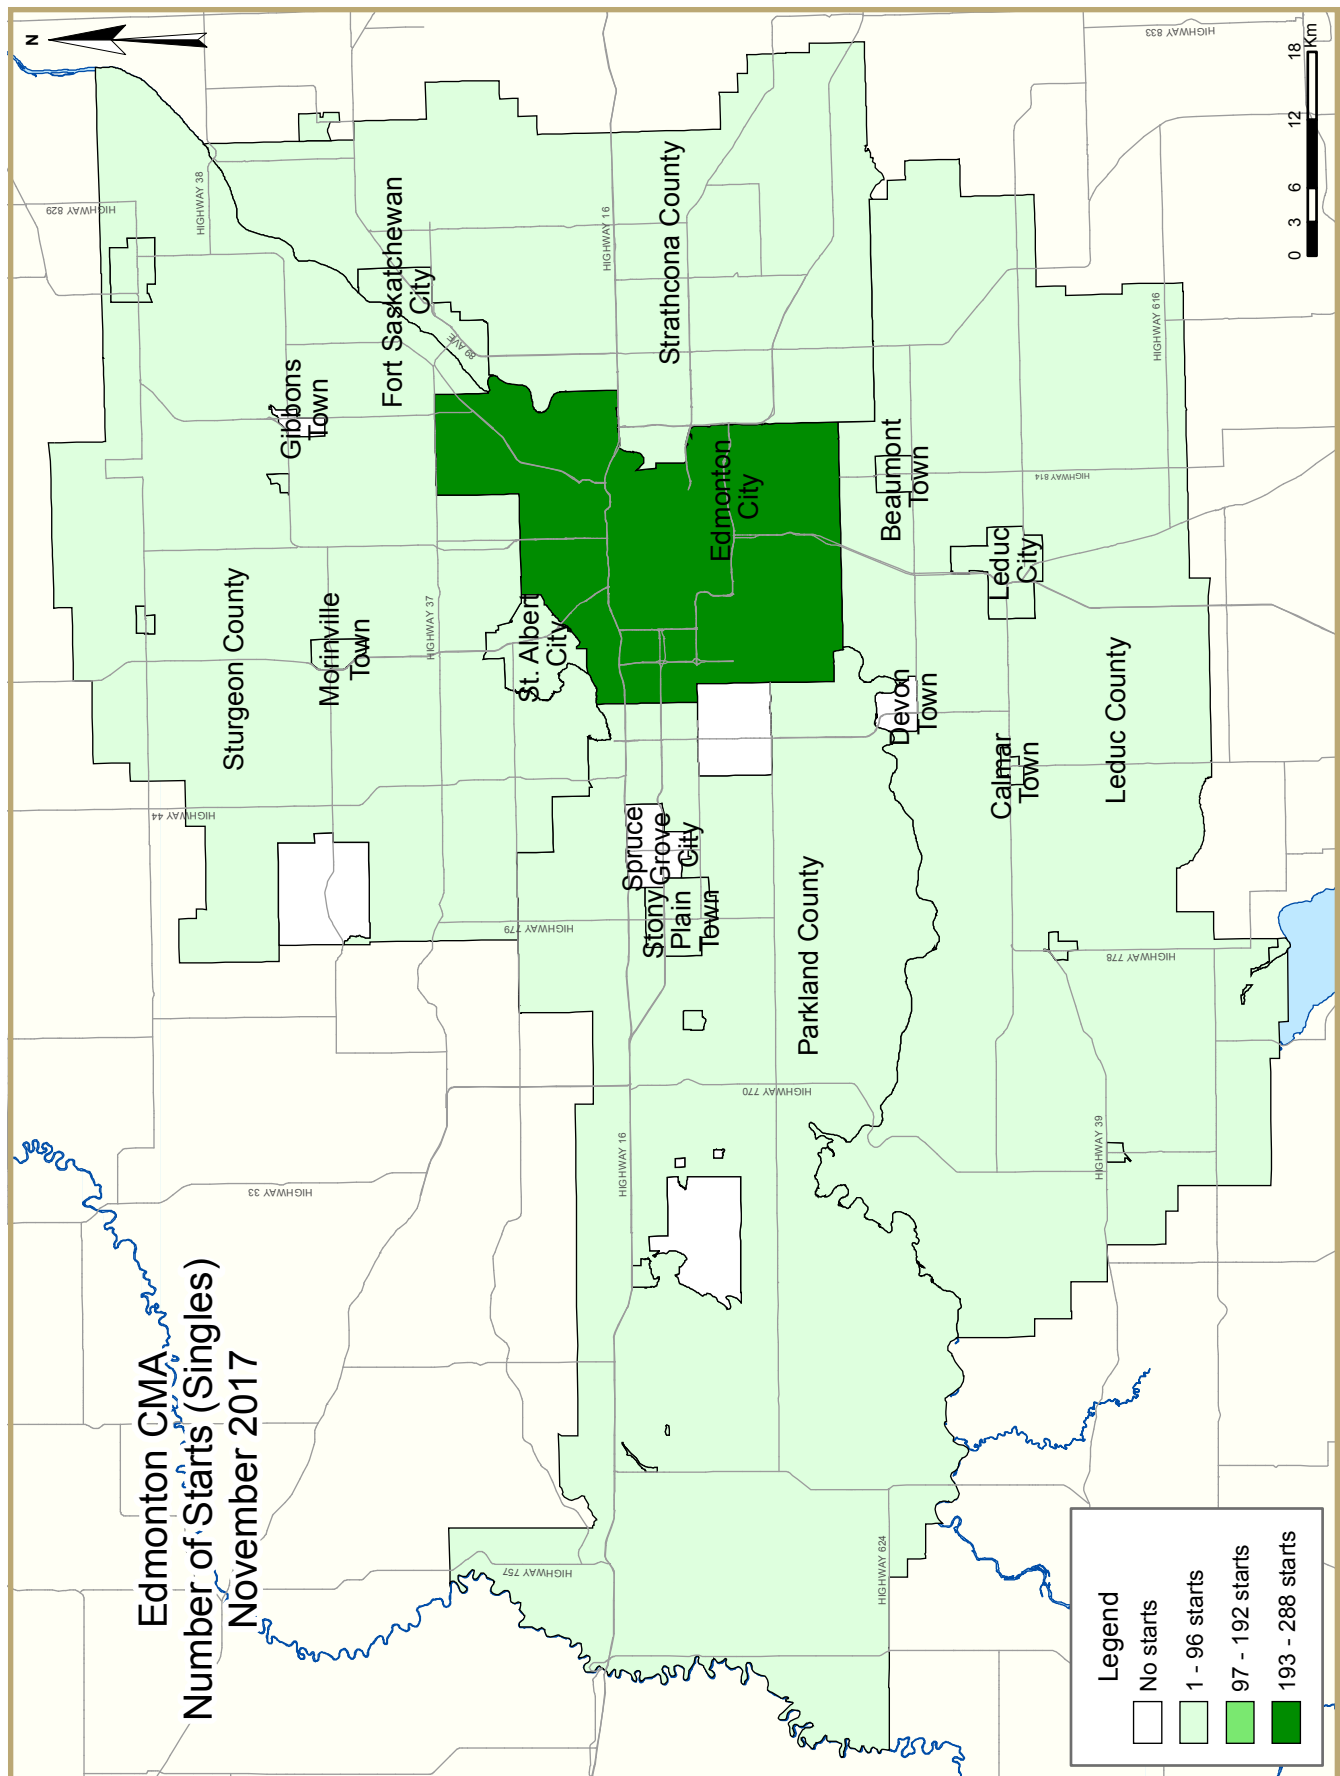 Edmonton CMA
Number of Starts (Singles)
November 2017
N
HIGHWAY 829
HIGHWAY 38
HIGHWAY 833
HIGHWAY 44
HIGHWAY 33
HIGHWAY 37
HIGHWAY 779
HIGHWAY 757
HIGHWAY 16
HIGHWAY 16
HIGHWAY 770
HIGHWAY 624
HIGHWAY 814
HIGHWAY 616
HIGHWAY 778
HIGHWAY 39
89 AVE
Sturgeon County
Gibbons
Town
Morinville
Town
Fort Saskatchewan
City
St. Albert
City
Strathcona County
Edmonton
City
Spruce
Grove
City
Stony
Plain
Town
Parkland County
Beaumont
Town
Devon
Town
Leduc
City
Calmar
Town
Leduc County
Legend
No starts
1 - 96 starts
97 - 192 starts
193 - 288 starts
0 3 6 12 18
Km